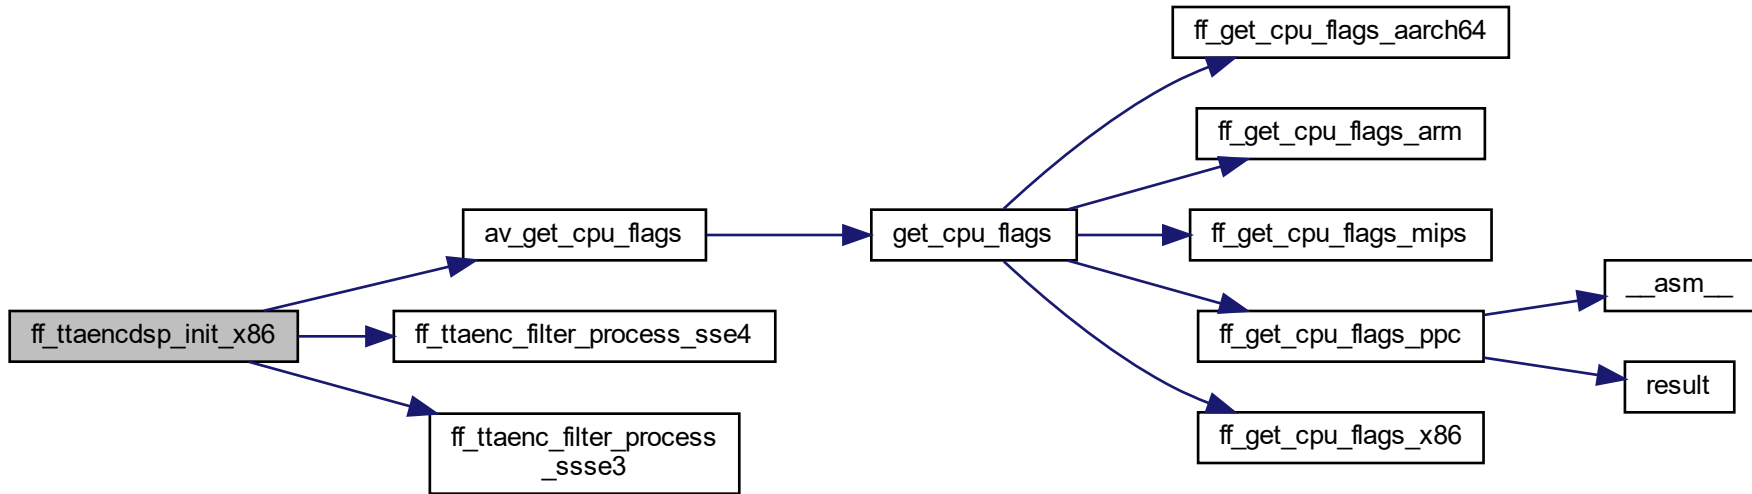 ff_ttaencdsp_init_x86
av_get_cpu_flags
ff_ttaenc_filter_process_sse4
ff_ttaenc_filter_process
_ssse3
get_cpu_flags
ff_get_cpu_flags_aarch64
ff_get_cpu_flags_arm
ff_get_cpu_flags_mips
ff_get_cpu_flags_ppc
ff_get_cpu_flags_x86
__asm__
result